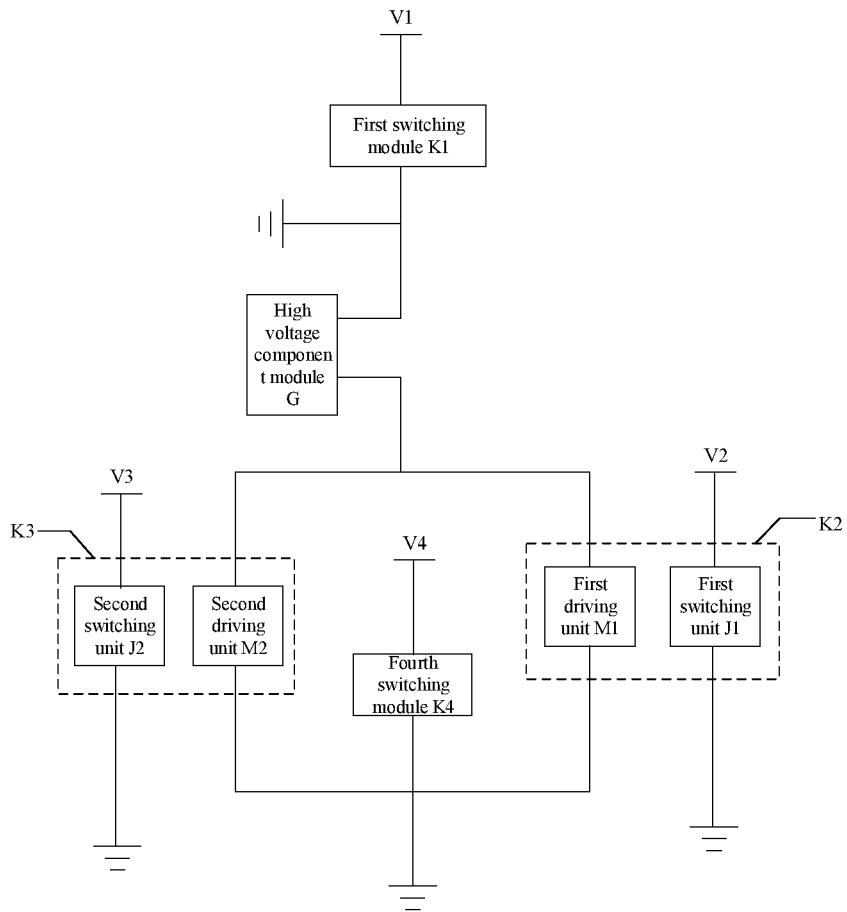 V1
First switching
module K1
High
voltage
componen
t module
G
V3
V2
K3
K2
V4
Second
switching
unit J2
Second
driving
unit M2
First
driving
unit M1
First
switching
unit J1
Fourth
switching
module K4